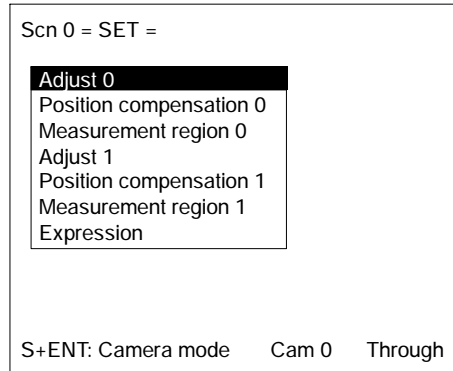 Scn 0 = SET =
Adjust 0
Position compensation 0
Measurement region 0
Adjust 1
Position compensation 1
Measurement region 1
Expression
S+ENT: Camera mode Cam 0 Through